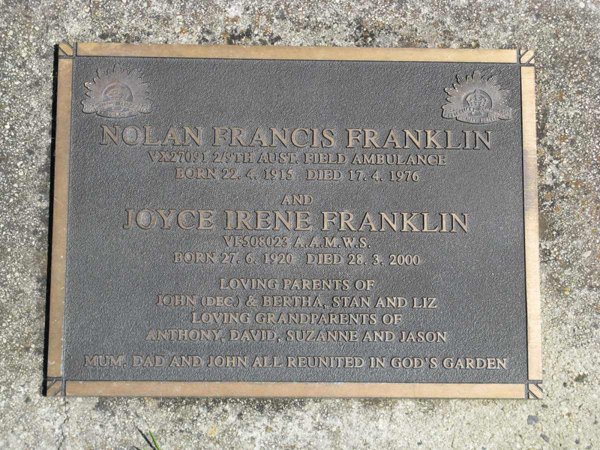 NOLAN FRANCIS FRANKLIN
VX27091 2/9TH AUST. FIELD AMBULANCE
BORN 22. 4. 1915 DIED 17. 4. 1976
AND
JOYCE IRENE FRANKLIN
VF508023 A.A.M.W.S.
BORN 27. 6. 1920 DIED 28. 3. 2000
LOVING PARENTS OF
JOHN (DEC) & BERTHA, STAN AND LIZ
LOVING GRANDPARENTS OF
ANTHONY, DAVID, SUZANNE AND JASON
MUM, DAD AND JOHN ALL REUNITED IN GOD'S GARDEN